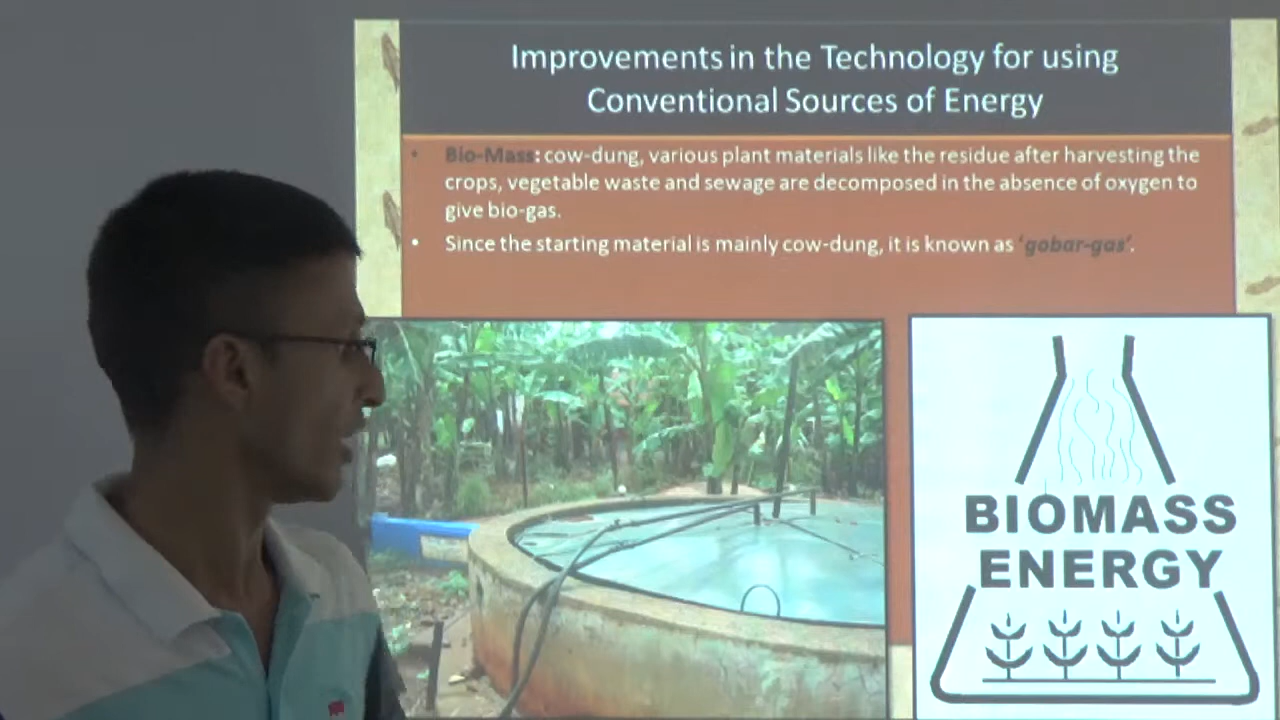 Improvements in the Technology for using
Conventional Sources of Energy
• Bio-Mass: cow-dung, various plant materials like the residue after harvesting the
crops, vegetable waste and sewage are decomposed in the absence of oxygen to
give bio-gas.
• Since the starting material is mainly cow-dung, it is known as ‘gobar-gas’.
BIOMASS
ENERGY